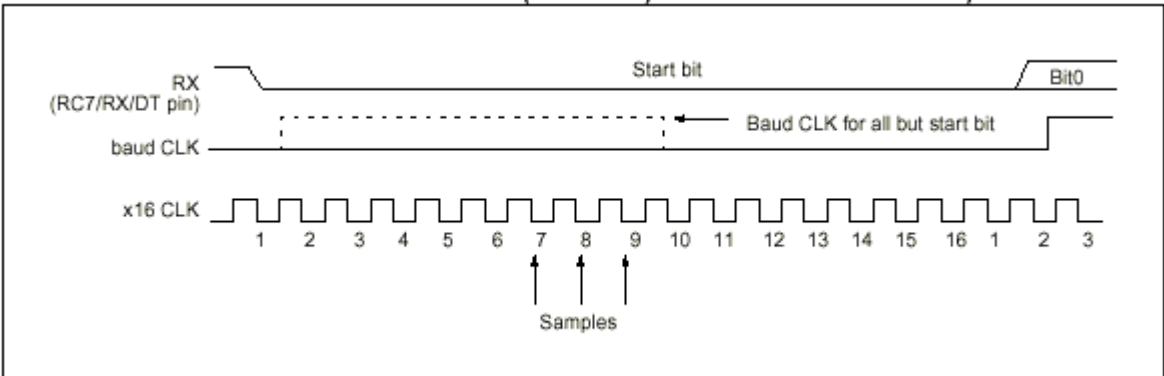 RX
(RC7/RX/DT pin)
Start bit
Bit0
Baud CLK for all but start bit
baud CLK
x16 CLK
1 2 3 4 5 6 7 8 9 10 11 12 13 14 15 16 1 2 3
Samples